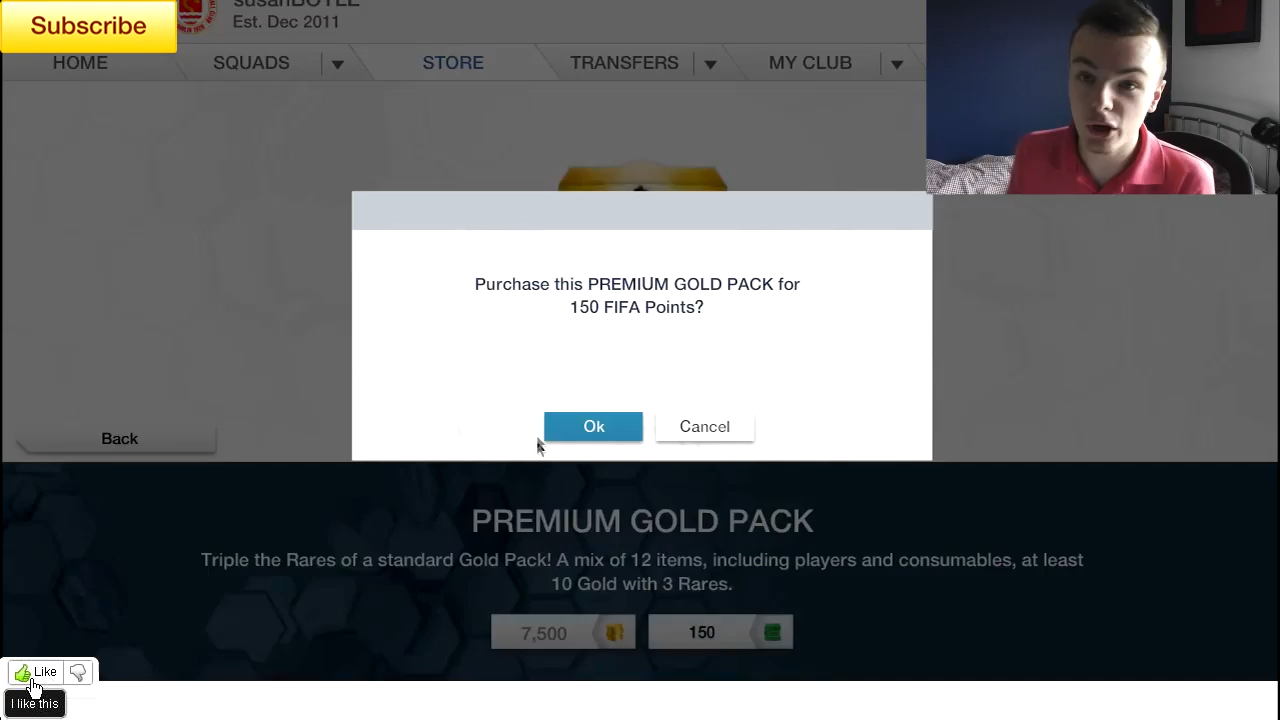 Subscribe
susanBOYLE
Est. Dec 2011
HOME
SQUADS
STORE
TRANSFERS
MY CLUB
Purchase this PREMIUM GOLD PACK for
150 FIFA Points?
Ok
Cancel
Back
PREMIUM GOLD PACK
Triple the Rares of a standard Gold Pack! A mix of 12 items, including players and consumables, at least
10 Gold with 3 Rares.
7,500
150
Like
I like this